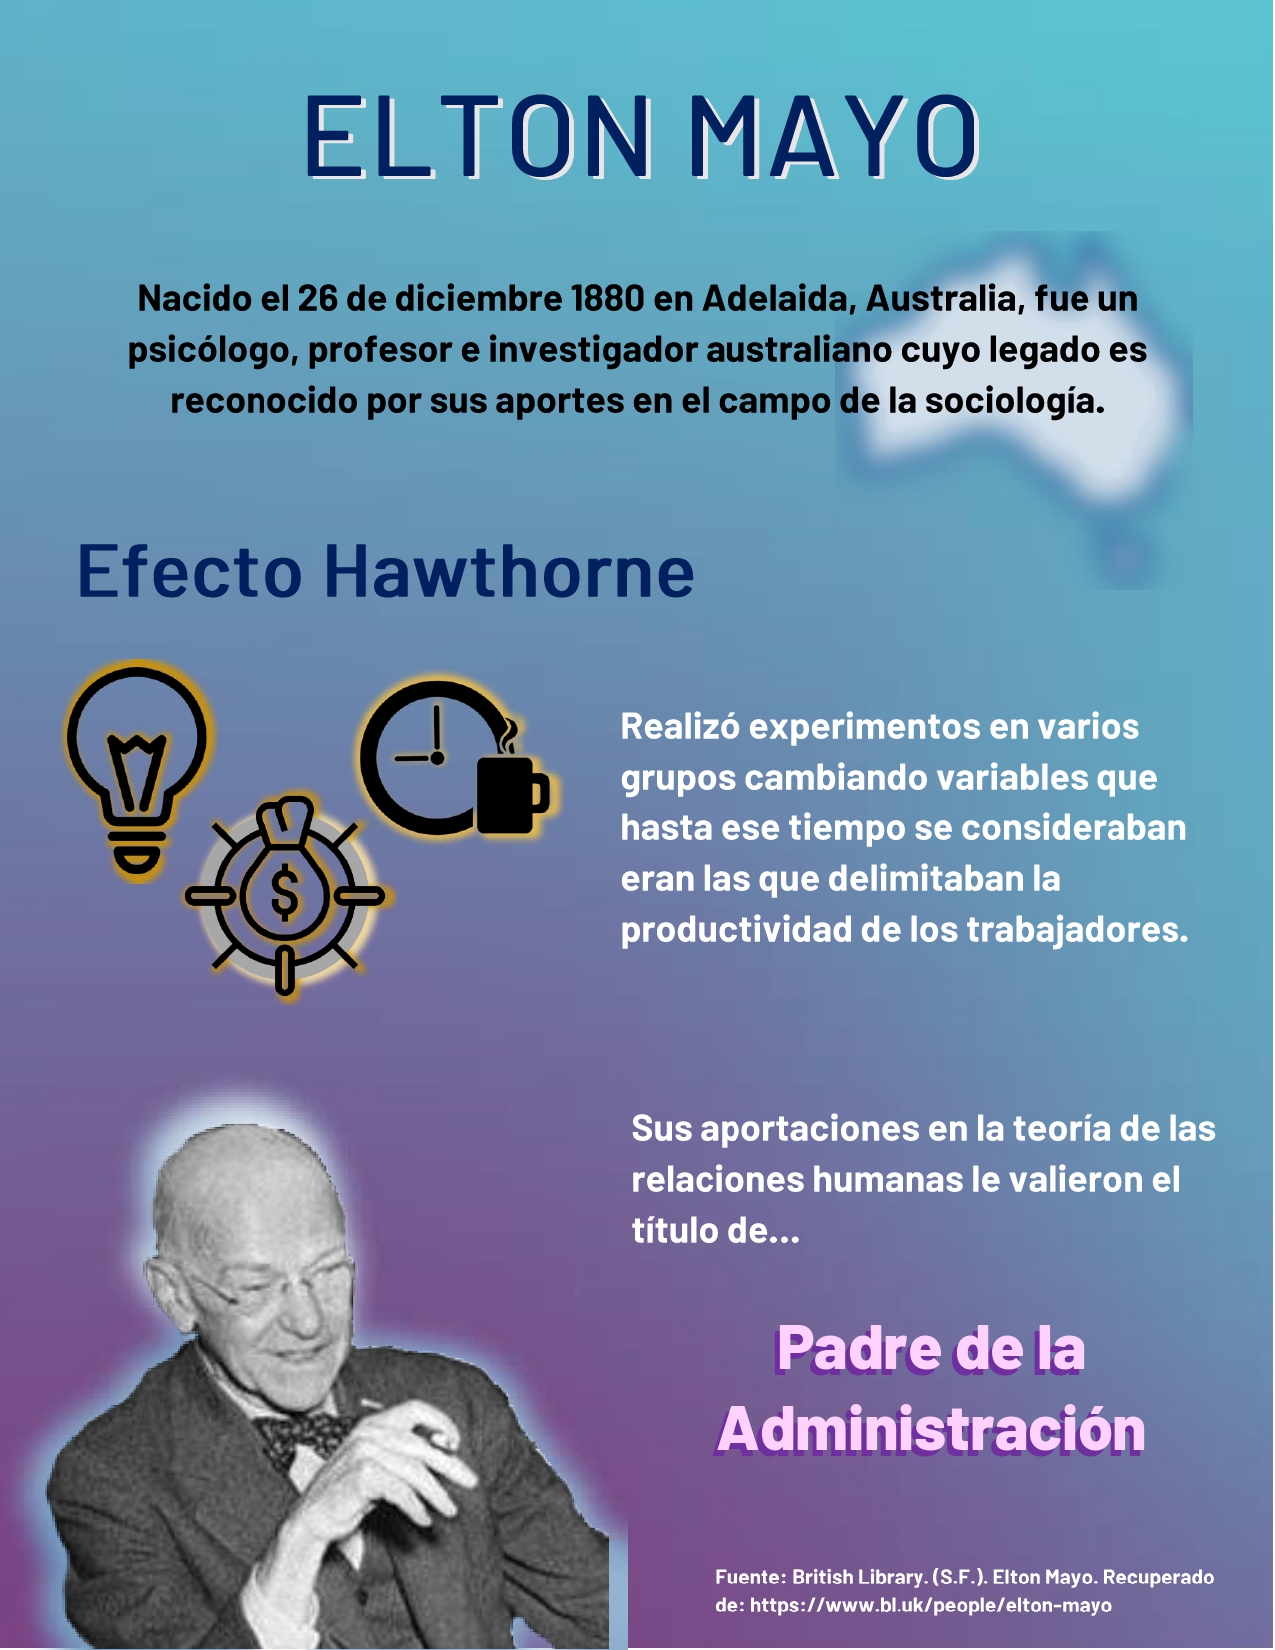 ELTON MAYO
Nacido el 26 de diciembre 1880 en Adelaida, Australia, fue un
psicólogo, profesor e investigador australiano cuyo legado es
reconocido por sus aportes en el campo de la sociología.
Efecto Hawthorne
$
Realizó experimentos en varios
grupos cambiando variables que
hasta ese tiempo se consideraban
eran las que delimitaban la
productividad de los trabajadores.
Sus aportaciones en la teoría de las
relaciones humanas le valieron el
título de...
Padre de la
Administración
Fuente: British Library. (S.F.). Elton Mayo. Recuperado
de: https://www.bl.uk/people/elton-mayo